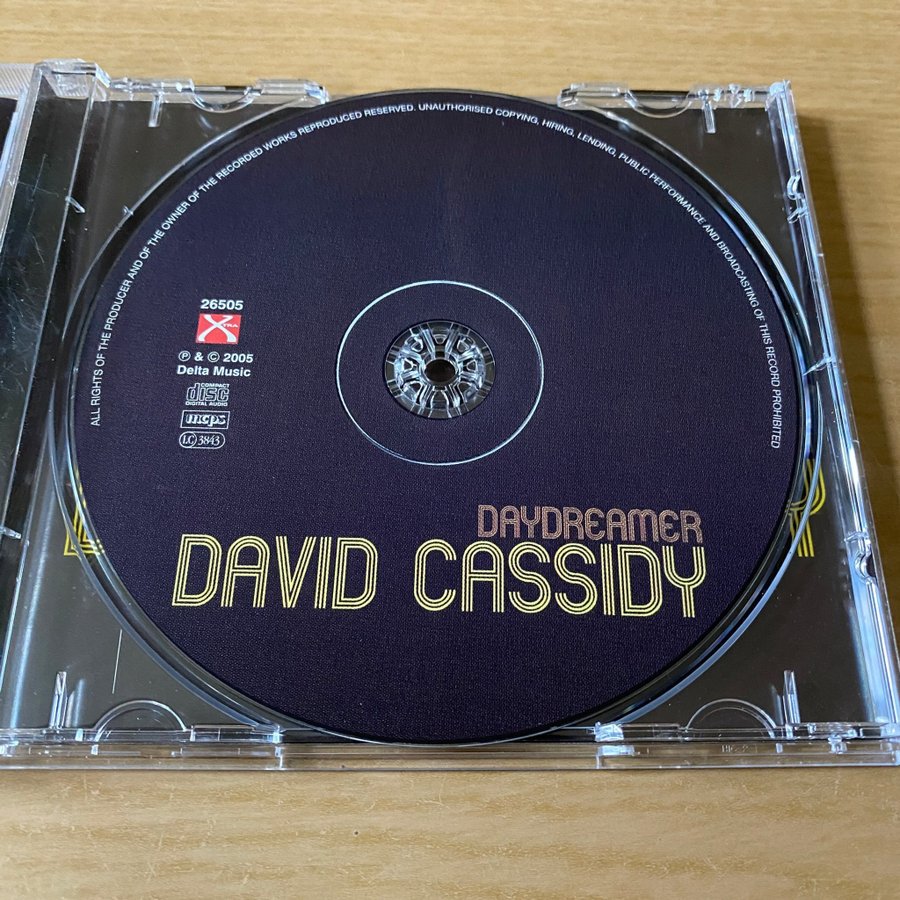 ALL RIGHTS OF THE PRODUCER AND OF THE OWNER OF THE RECORDED WORKS REPRODUCED RESERVED. UNAUTHORISED COPYING, HIRING, LENDING, PUBLIC PERFORMANCE AND BROADCASTING OF THIS RECORD PROHIBITED
26505
XTRA
℗ & © 2005
Delta Music
COMPACT
disc
DIGITAL AUDIO
mcps
LC 3843
DAYDREAMER
DAVID CASSIDY